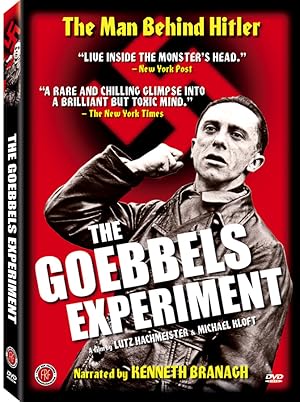 The Man Behind Hitler
"LIVE INSIDE THE MONSTER'S HEAD."
– New York Post
"A RARE AND CHILLING GLIMPSE INTO
A BRILLIANT BUT TOXIC MIND."
– The New York Times
THE
GOEBBELS
EXPERIMENT
A film by LUTZ HACHMEISTER & MICHAEL KLOFT
Narrated by KENNETH BRANAGH
DVD
THE GOEBBELS EXPERIMENT
DVD